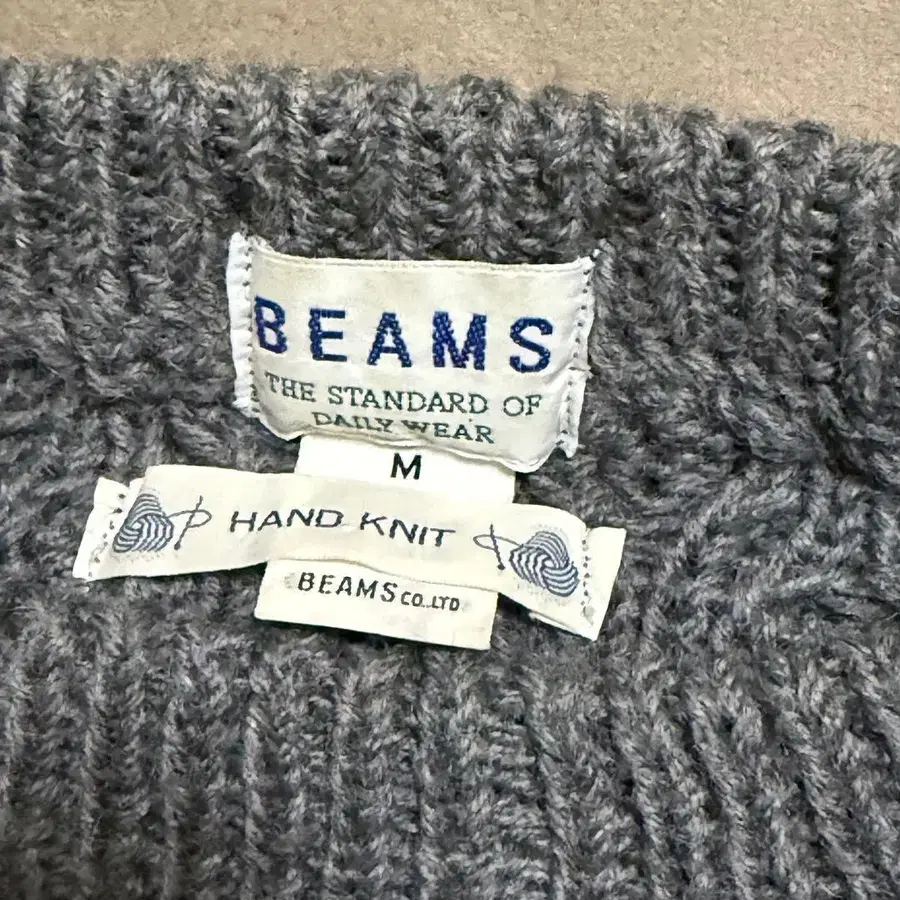 BEAMS
THE STANDARD OF
DAILY WEAR
M
HAND KNIT
BEAMS CO.,LTD.